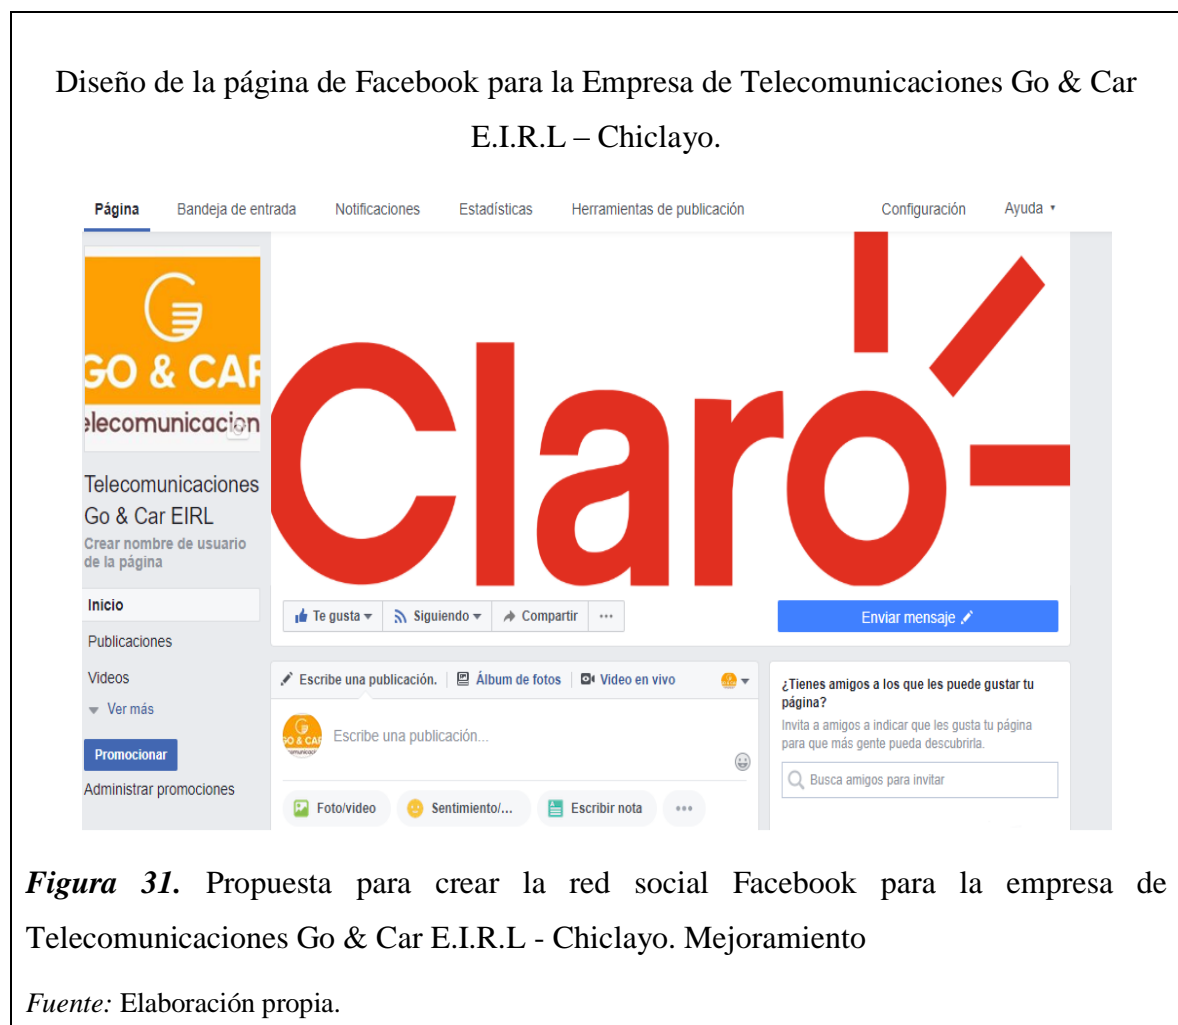 Diseño de la página de Facebook para la Empresa de Telecomunicaciones Go & Car
E.I.R.L – Chiclayo.
Página Bandeja de entrada Notificaciones Estadísticas Herramientas de publicación Configuración Ayuda
GO & CAR
elecomunicacion
Claro
Telecomunicaciones
Go & Car EIRL
Crear nombre de usuario
de la página
Inicio
Publicaciones
Videos
Ver más
Promocionar
Administrar promociones
Te gusta Siguiendo Compartir ... Enviar mensaje
Escribe una publicación. Álbum de fotos Video en vivo
GO & CAR
Escribe una publicación...
Foto/video Sentimiento/... Escribir nota ...
¿Tienes amigos a los que les puede gustar tu
página?
Invita a amigos a indicar que les gusta tu página
para que más gente pueda descubrirla.
Busca amigos para invitar
Figura 31. Propuesta para crear la red social Facebook para la empresa de
Telecomunicaciones Go & Car E.I.R.L - Chiclayo. Mejoramiento
Fuente: Elaboración propia.